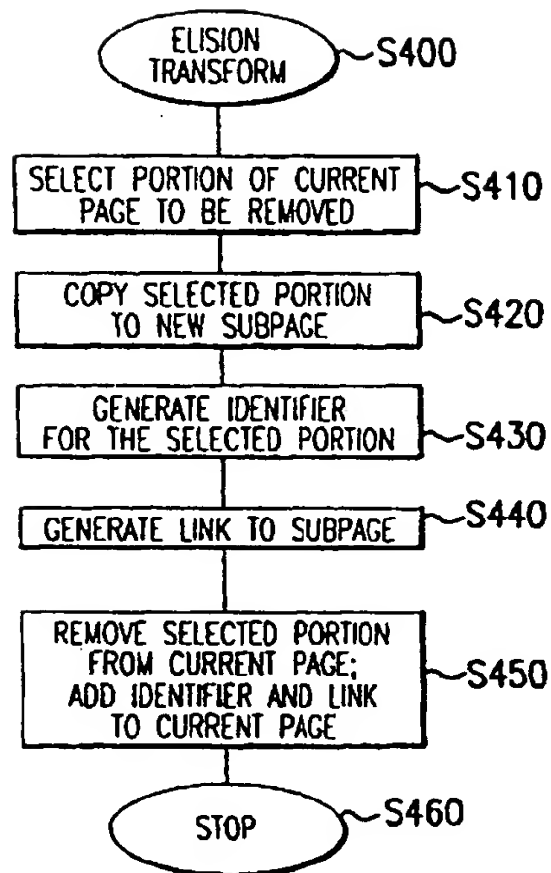 ELISION
TRANSFORM
S400
SELECT PORTION OF CURRENT
PAGE TO BE REMOVED
S410
COPY SELECTED PORTION
TO NEW SUBPAGE
S420
GENERATE IDENTIFIER
FOR THE SELECTED PORTION
S430
GENERATE LINK TO SUBPAGE
S440
REMOVE SELECTED PORTION
FROM CURRENT PAGE;
ADD IDENTIFIER AND LINK
TO CURRENT PAGE
S450
STOP
S460